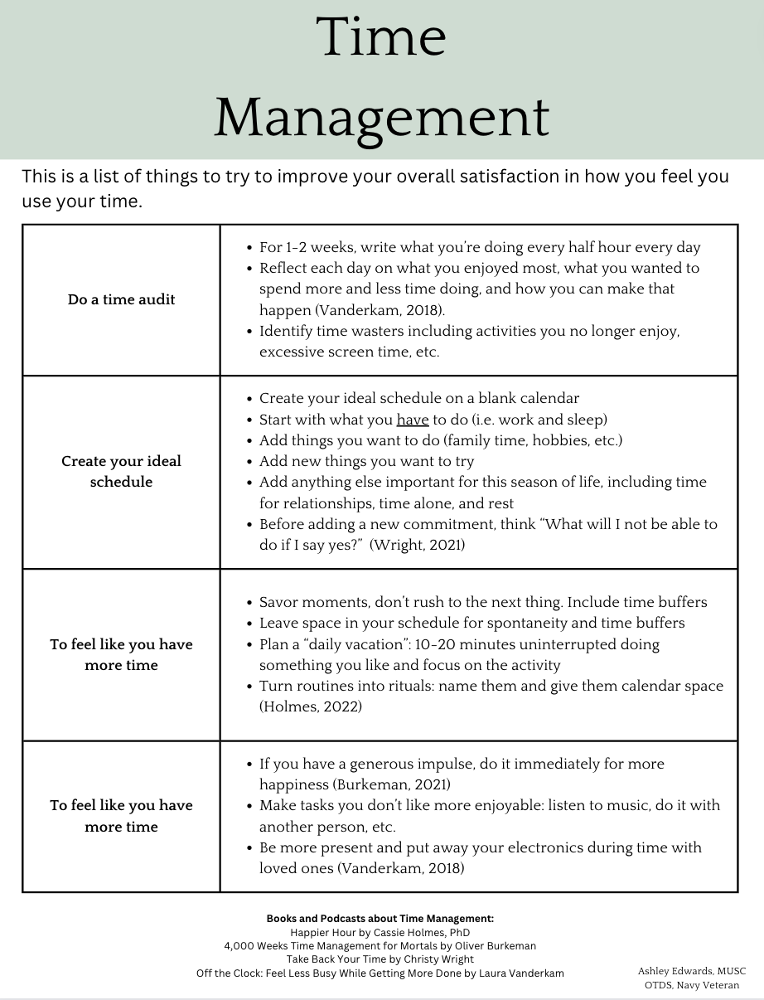 Time
Management
This is a list of things to try to improve your overall satisfaction in how you feel you
use your time.
Do a time audit
• For 1-2 weeks, write what you’re doing every half hour every day
• Reflect each day on what you enjoyed most, what you wanted to
spend more and less time doing, and how you can make that
happen (Vanderkam, 2018).
• Identify time wasters including activities you no longer enjoy,
excessive screen time, etc.
Create your ideal
schedule
• Create your ideal schedule on a blank calendar
• Start with what you have to do (i.e. work and sleep)
• Add things you want to do (family time, hobbies, etc.)
• Add new things you want to try
• Add anything else important for this season of life, including time
for relationships, time alone, and rest
• Before adding a new commitment, think “What will I not be able to
do if I say yes?”  (Wright, 2021)
To feel like you have
more time
• Savor moments, don’t rush to the next thing. Include time buffers
• Leave space in your schedule for spontaneity and time buffers
• Plan a “daily vacation”: 10-20 minutes uninterrupted doing
something you like and focus on the activity
• Turn routines into rituals: name them and give them calendar space
(Holmes, 2022)
To feel like you have
more time
• If you have a generous impulse, do it immediately for more
happiness (Burkeman, 2021)
• Make tasks you don’t like more enjoyable: listen to music, do it with
another person, etc.
• Be more present and put away your electronics during time with
loved ones (Vanderkam, 2018)
Books and Podcasts about Time Management:
Happier Hour by Cassie Holmes, PhD
4,000 Weeks Time Management for Mortals by Oliver Burkeman
Take Back Your Time by Christy Wright
Off the Clock: Feel Less Busy While Getting More Done by Laura Vanderkam
Ashley Edwards, MUSC
OTDS, Navy Veteran